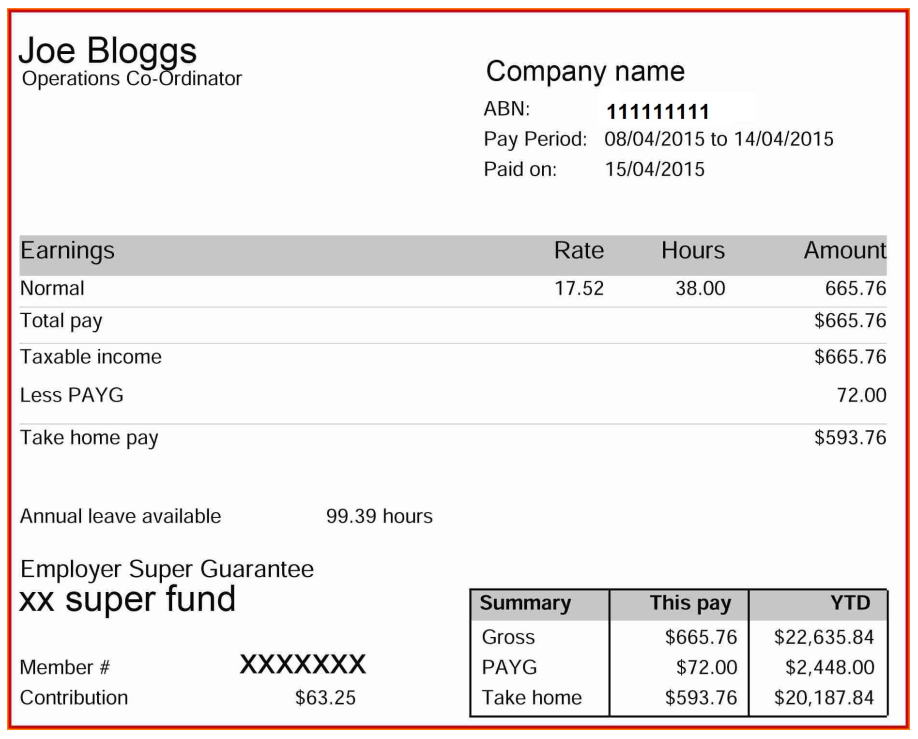 Joe Bloggs
Operations Co-Ordinator
Company name
ABN: 111111111
Pay Period: 08/04/2015 to 14/04/2015
Paid on: 15/04/2015
Earnings Rate Hours Amount
Normal 17.52 38.00 665.76
Total pay $665.76
Taxable income $665.76
Less PAYG 72.00
Take home pay $593.76
Annual leave available 99.39 hours
Employer Super Guarantee
xx super fund
Member # XXXXXXX
Contribution $63.25
Summary This pay YTD
Gross $665.76 $22,635.84
PAYG $72.00 $2,448.00
Take home $593.76 $20,187.84